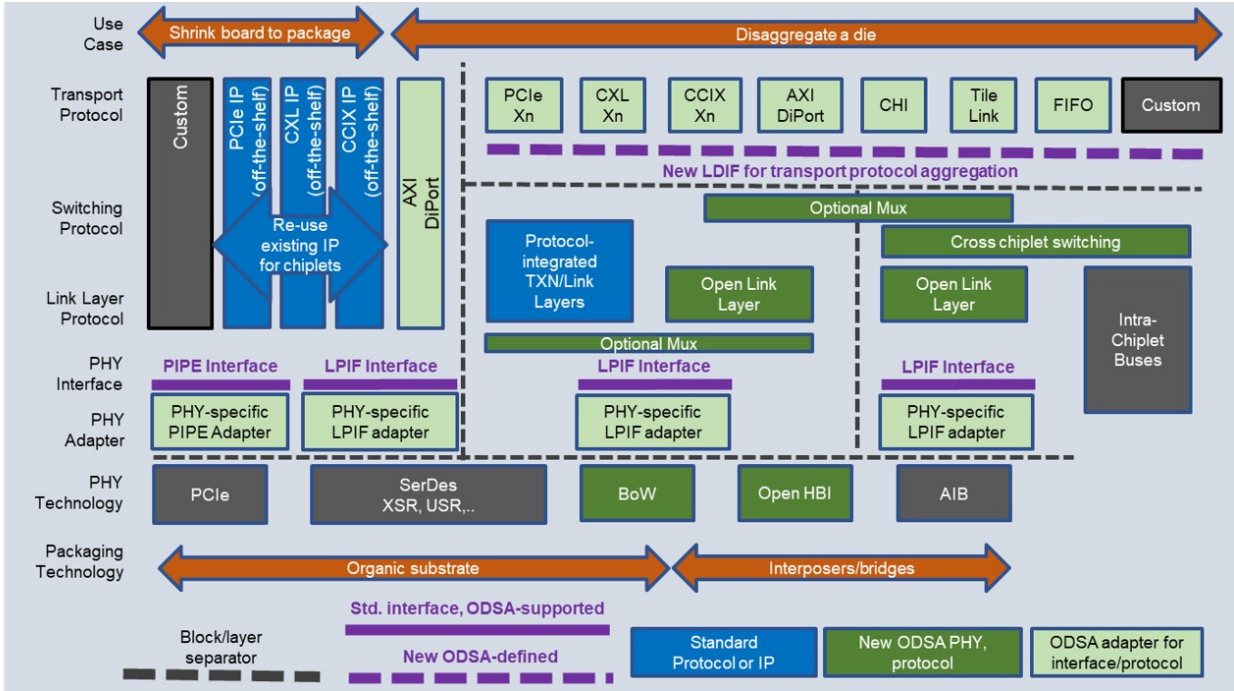 Use
Case
Shrink board to package
Disaggregate a die
Transport
Protocol
Custom
PCIe IP
(off-the-shelf)
CXL IP
(off-the-shelf)
CCIX IP
(off-the-shelf)
AXI
DiPort
PCIe
Xn
CXL
Xn
CCIX
Xn
AXI
DiPort
CHI
Tile
Link
FIFO
Custom
New LDIF for transport protocol aggregation
Switching
Protocol
Re-use
existing IP
for chiplets
Optional Mux
Protocol-
integrated
TXN/Link
Layers
Cross chiplet switching
Link Layer
Protocol
Open Link
Layer
Open Link
Layer
Intra-
Chiplet
Buses
Optional Mux
PHY
Interface
PIPE Interface
LPIF Interface
LPIF Interface
LPIF Interface
PHY
Adapter
PHY-specific
PIPE Adapter
PHY-specific
LPIF adapter
PHY-specific
LPIF adapter
PHY-specific
LPIF adapter
PHY
Technology
PCIe
SerDes
XSR, USR,..
BoW
Open HBI
AIB
Packaging
Technology
Organic substrate
Interposers/bridges
Block/layer
separator
Std. interface, ODSA-supported
New ODSA-defined
Standard
Protocol or IP
New ODSA PHY,
protocol
ODSA adapter for
interface/protocol